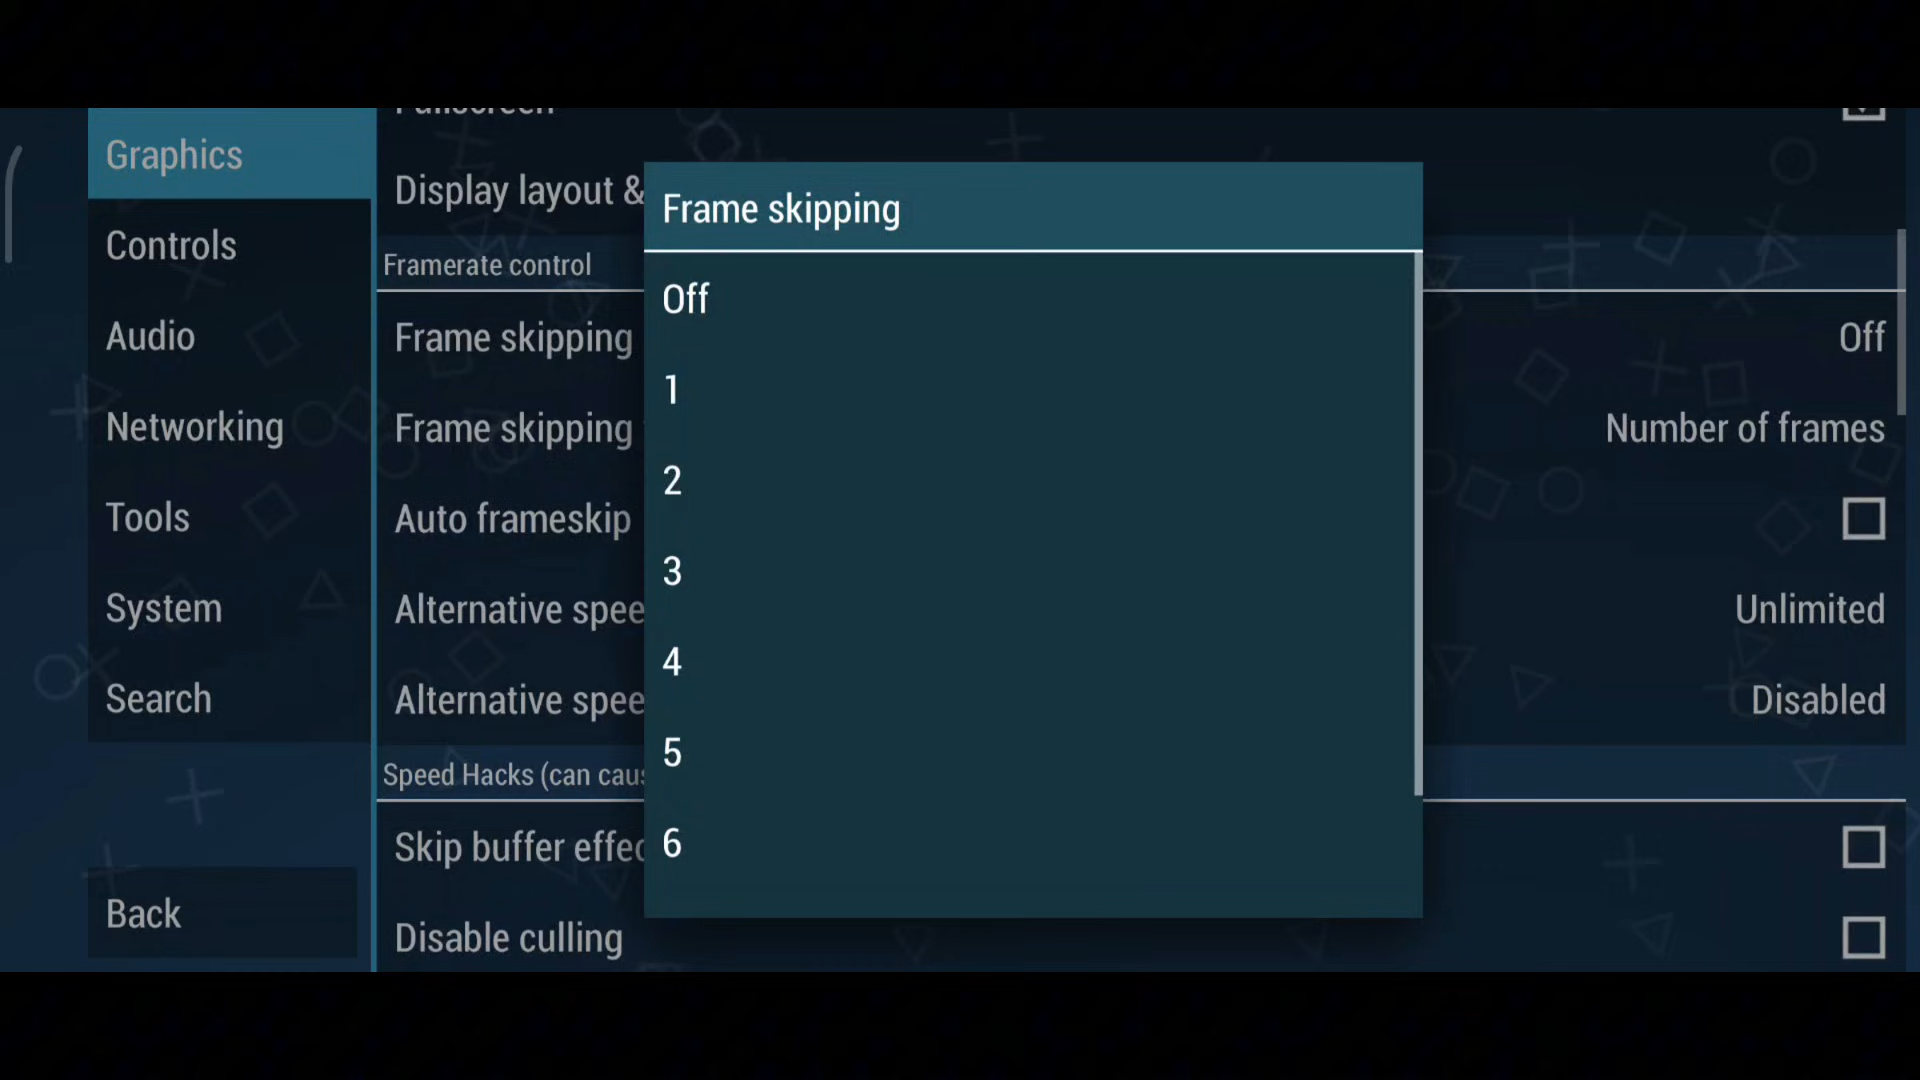 Graphics
Controls
Audio
Networking
Tools
System
Search
Back
Fullscreen
Display layout &
Framerate control
Frame skipping
Off
Frame skipping
Number of frames
Auto frameskip
Alternative spee
Unlimited
Alternative spee
Disabled
Speed Hacks (can cau
Skip buffer effec
Disable culling
Frame skipping
Off
1
2
3
4
5
6